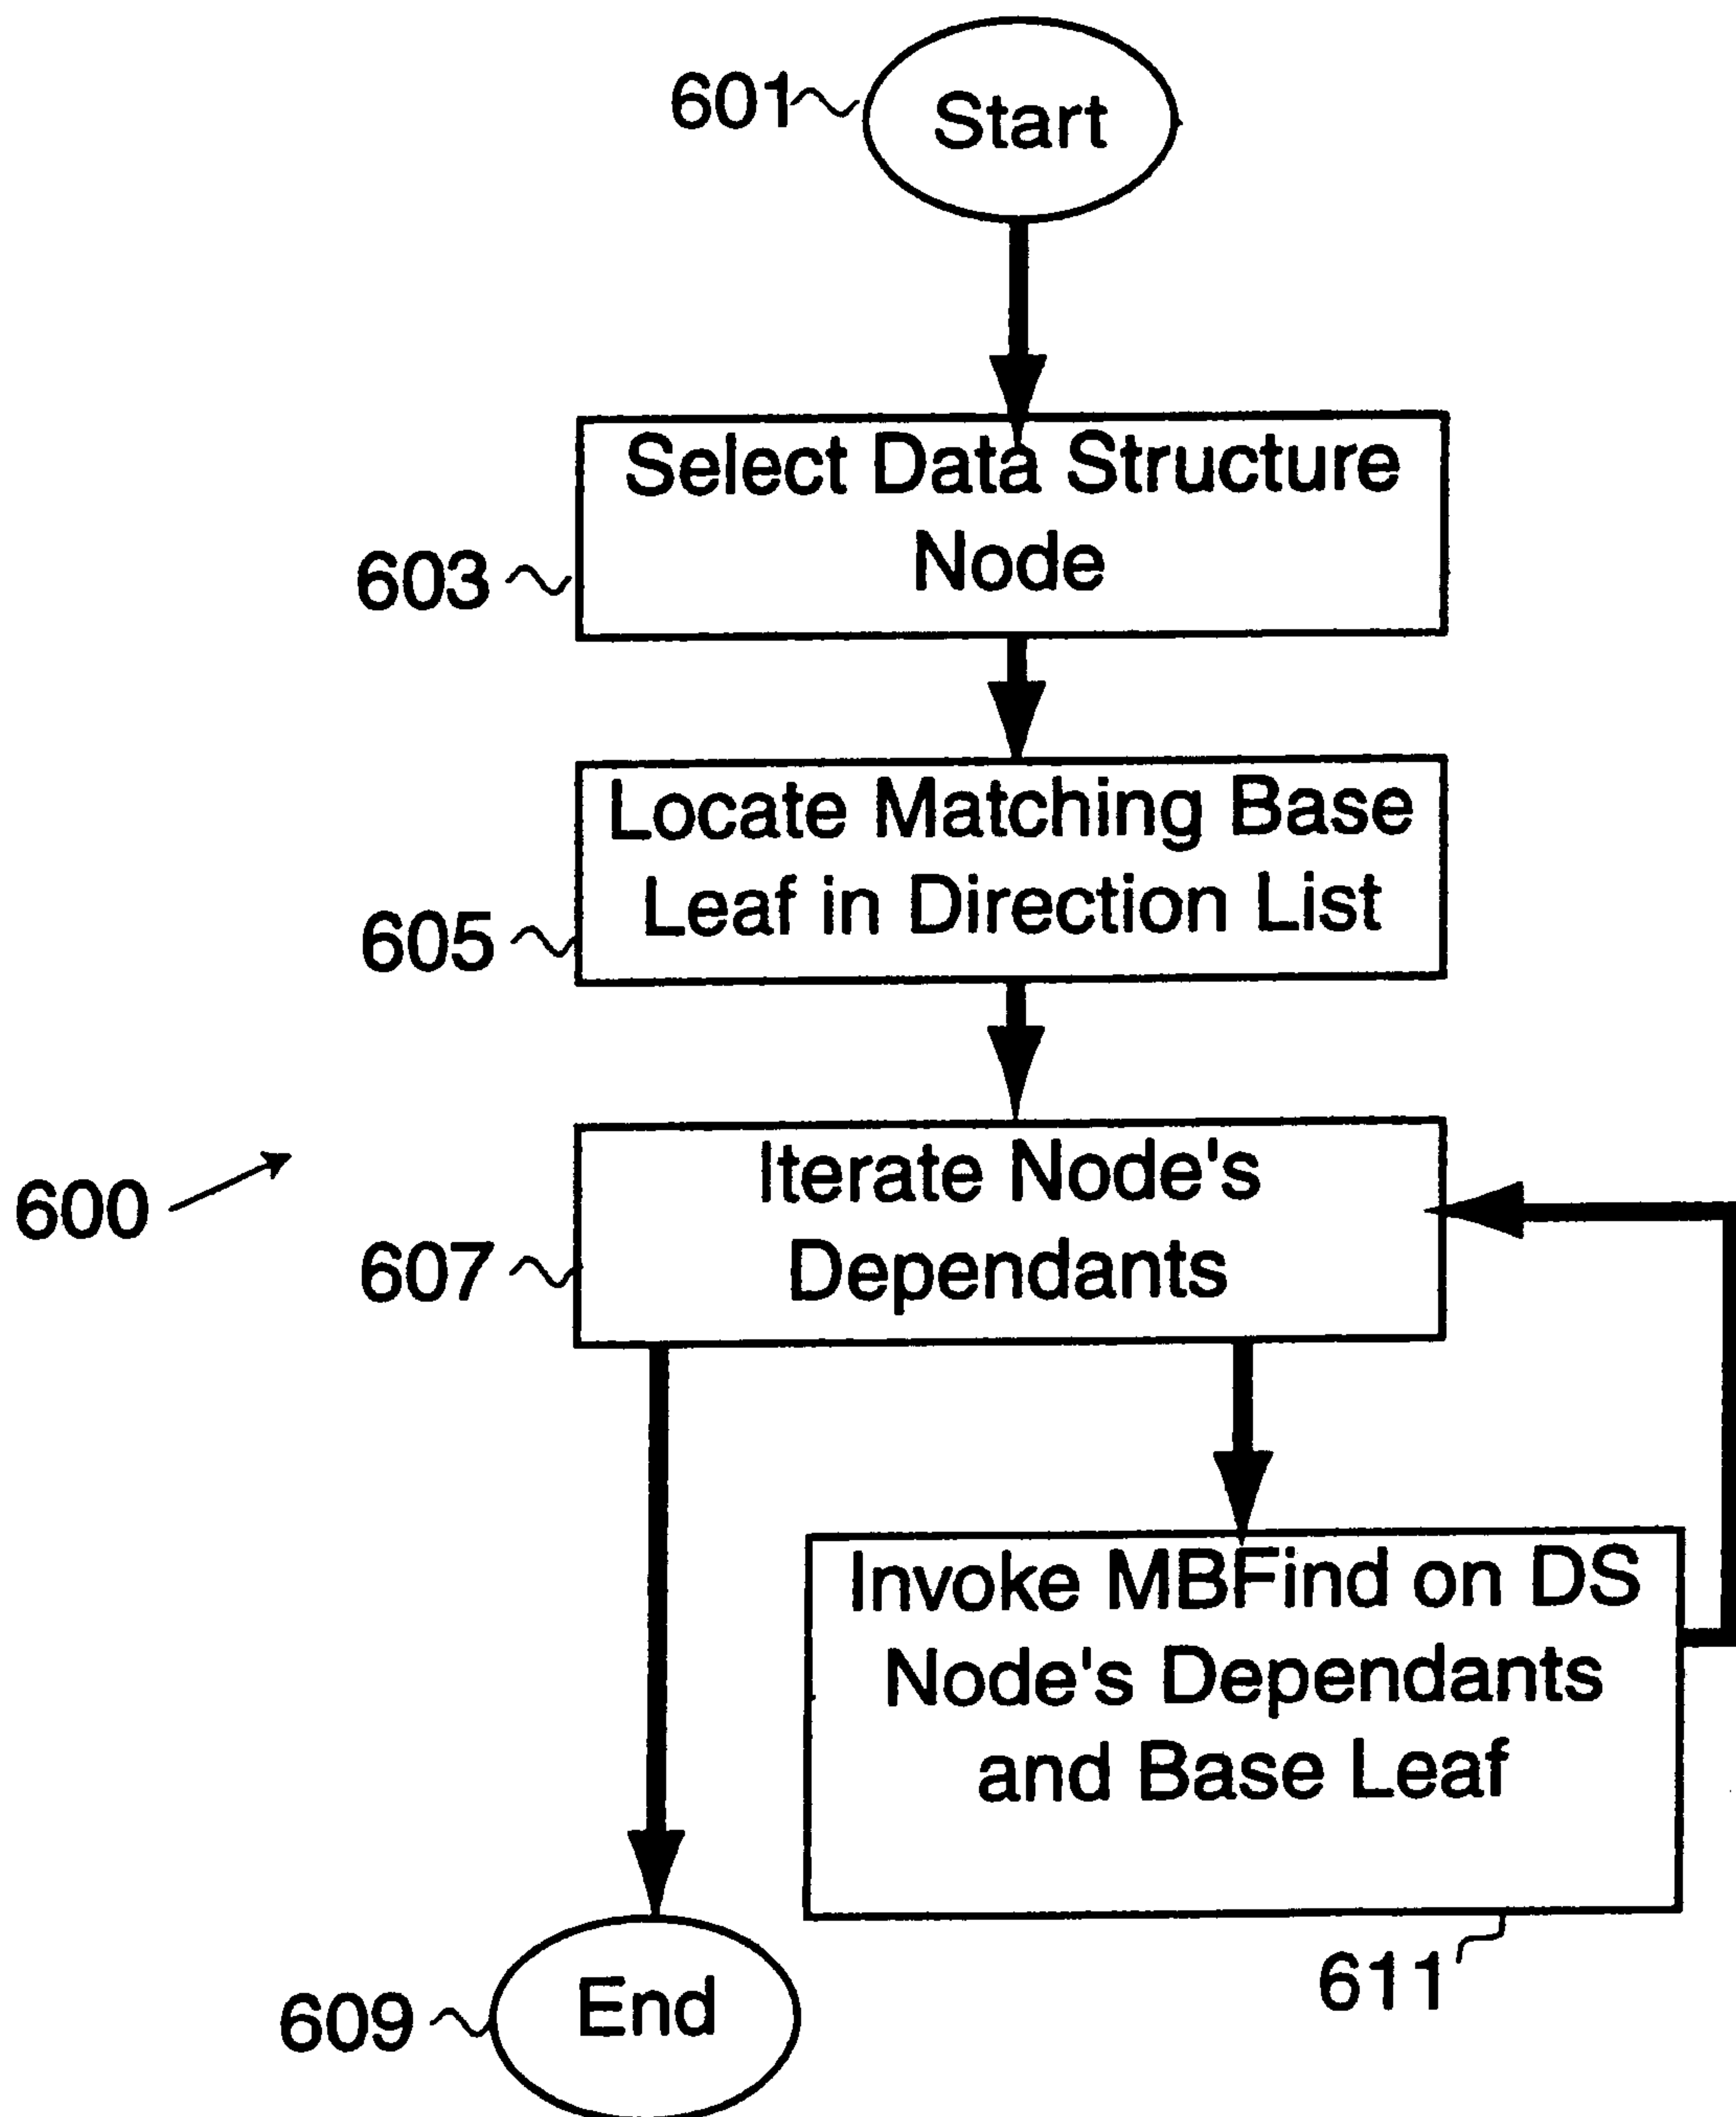 601
Start
Select Data Structure
Node
603
Locate Matching Base
Leaf in Direction List
605
Iterate Node's
Dependants
600
607
Invoke MBFind on DS
Node's Dependants
and Base Leaf
611
End
609